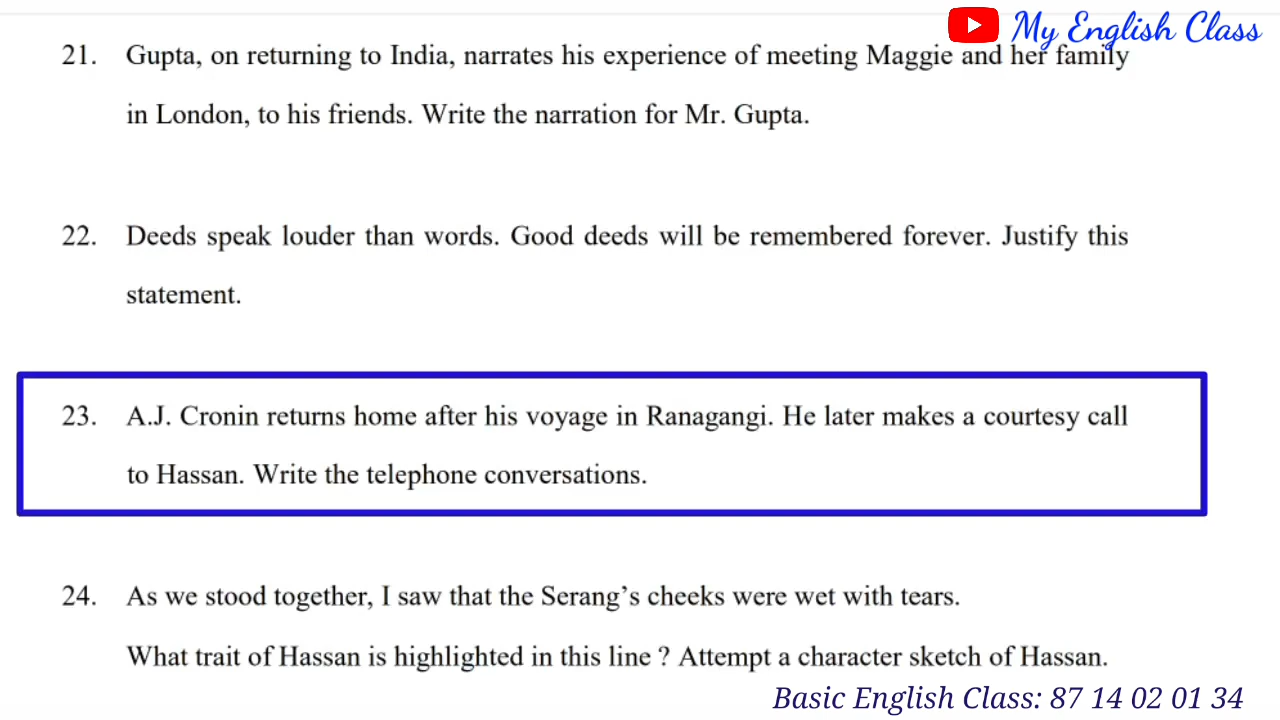 My English Class
21. Gupta, on returning to India, narrates his experience of meeting Maggie and her family
in London, to his friends. Write the narration for Mr. Gupta.
22. Deeds speak louder than words. Good deeds will be remembered forever. Justify this
statement.
23. A.J. Cronin returns home after his voyage in Ranagangi. He later makes a courtesy call
to Hassan. Write the telephone conversations.
24. As we stood together, I saw that the Serang’s cheeks were wet with tears.
What trait of Hassan is highlighted in this line ? Attempt a character sketch of Hassan.
Basic English Class: 87 14 02 01 34